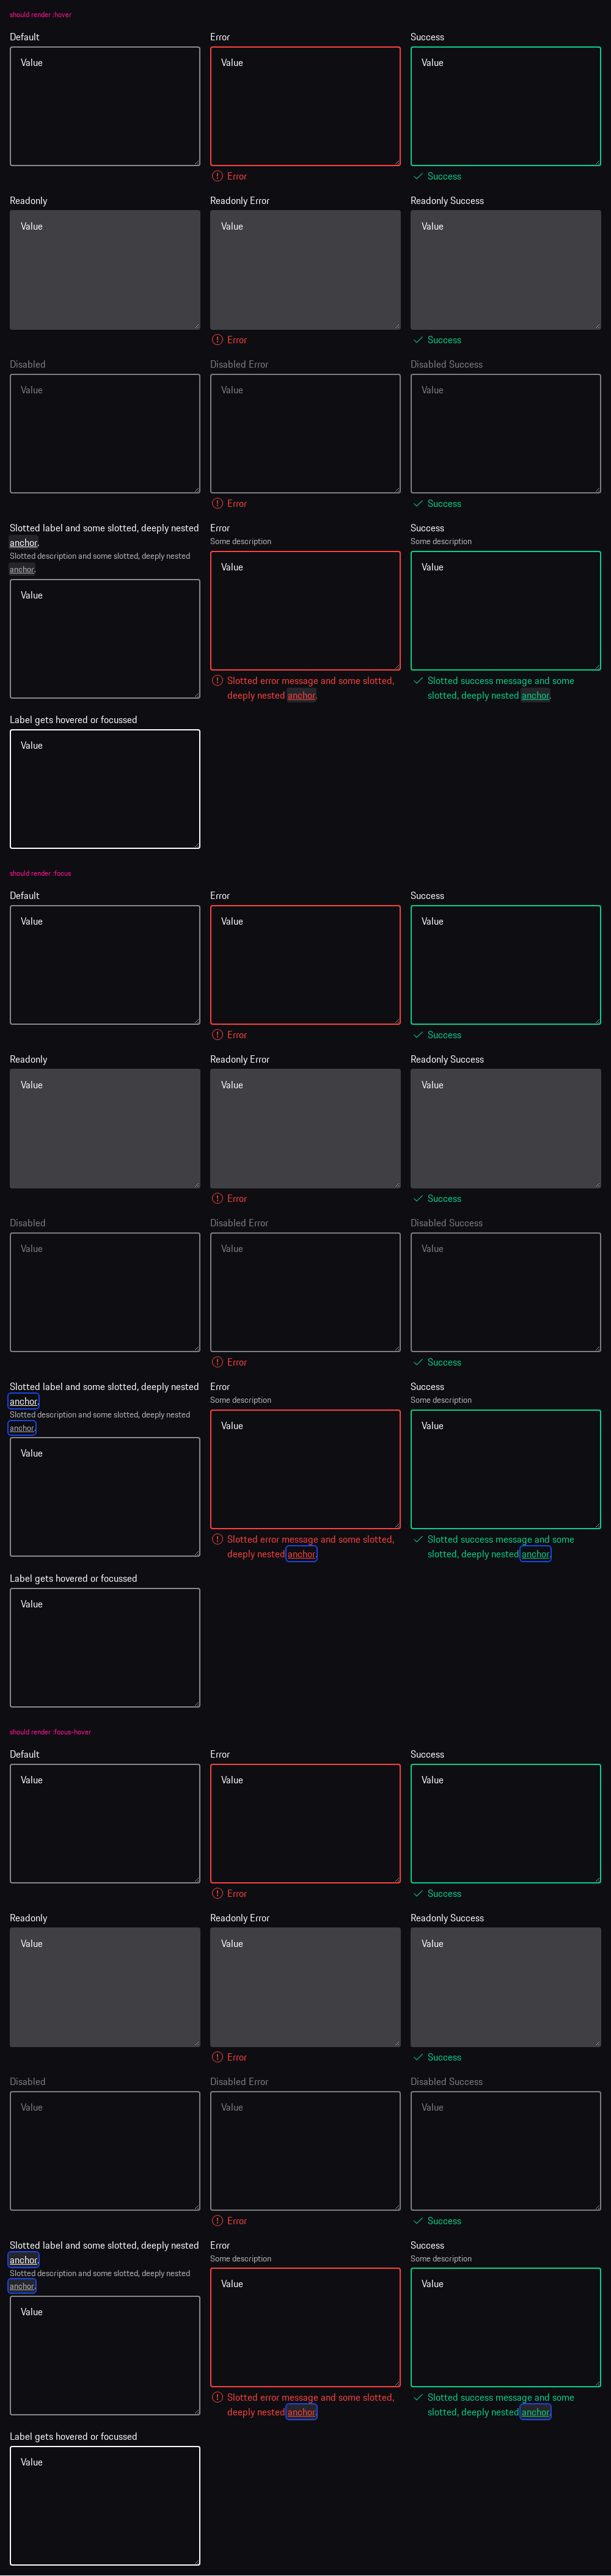 should render :hover
Default
Error
Success
Value
Value
Value
Error
Success
Readonly
Readonly Error
Readonly Success
Value
Value
Value
Error
Success
Disabled
Disabled Error
Disabled Success
Value
Value
Value
Error
Success
Slotted label and some slotted, deeply nested
anchor.
Slotted description and some slotted, deeply nested
anchor.
Value
Error
Some description
Value
Slotted error message and some slotted,
deeply nested anchor.
Success
Some description
Value
Slotted success message and some
slotted, deeply nested anchor.
Label gets hovered or focussed
Value
should render :focus
Default
Error
Success
Value
Value
Value
Error
Success
Readonly
Readonly Error
Readonly Success
Value
Value
Value
Error
Success
Disabled
Disabled Error
Disabled Success
Value
Value
Value
Error
Success
Slotted label and some slotted, deeply nested
anchor.
Slotted description and some slotted, deeply nested
anchor.
Value
Error
Some description
Value
Slotted error message and some slotted,
deeply nested anchor.
Success
Some description
Value
Slotted success message and some
slotted, deeply nested anchor.
Label gets hovered or focussed
Value
should render :focus-hover
Default
Error
Success
Value
Value
Value
Error
Success
Readonly
Readonly Error
Readonly Success
Value
Value
Value
Error
Success
Disabled
Disabled Error
Disabled Success
Value
Value
Value
Error
Success
Slotted label and some slotted, deeply nested
anchor.
Slotted description and some slotted, deeply nested
anchor.
Value
Error
Some description
Value
Slotted error message and some slotted,
deeply nested anchor.
Success
Some description
Value
Slotted success message and some
slotted, deeply nested anchor.
Label gets hovered or focussed
Value